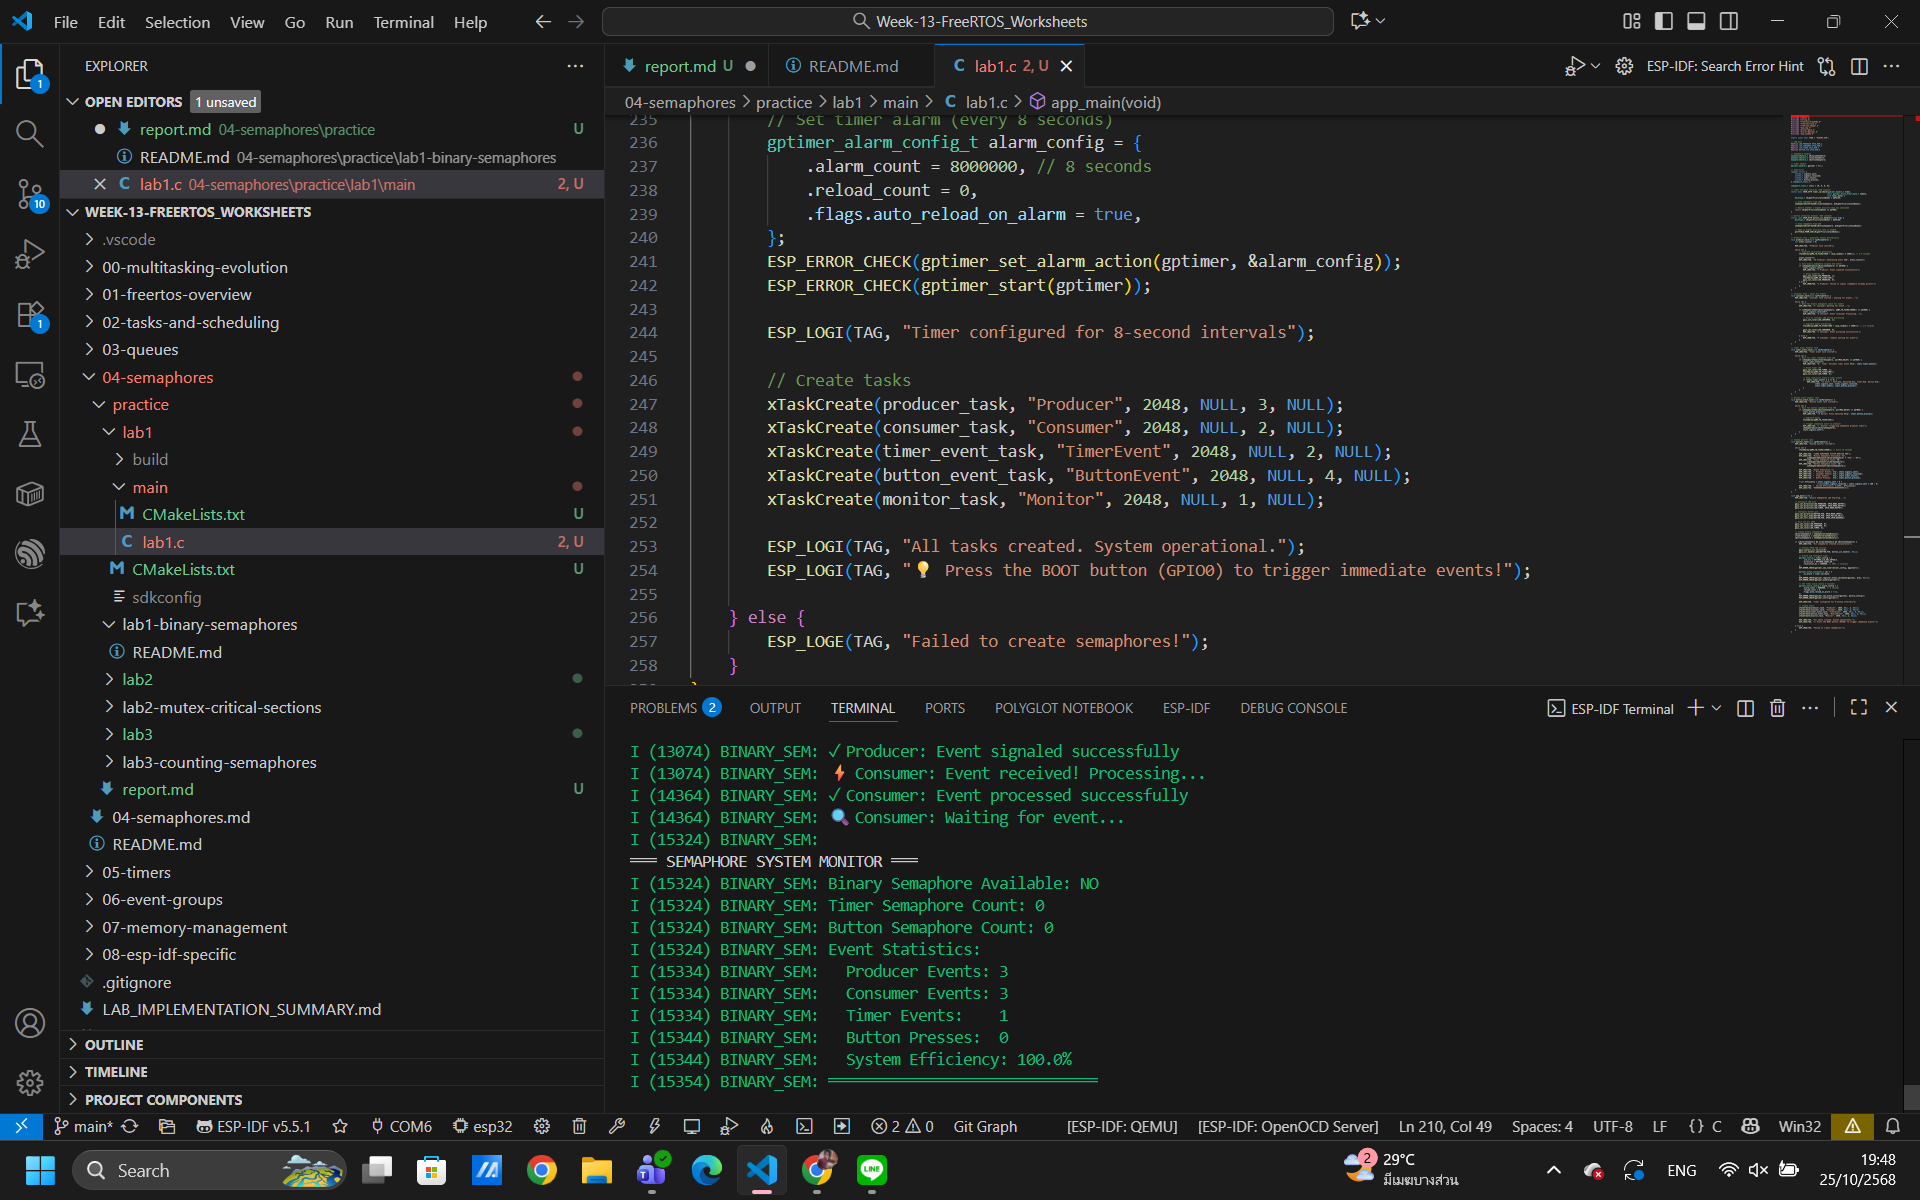 File Edit Selection View Go Run Terminal Help
Week-13-FreeRTOS_Worksheets
EXPLORER
OPEN EDITORS 1 unsaved
report.md 04-semaphores\practice U
README.md 04-semaphores\practice\lab1-binary-semaphores
lab1.c 04-semaphores\practice\lab1\main 2, U
WEEK-13-FREERTOS_WORKSHEETS
.vscode
00-multitasking-evolution
01-freertos-overview
02-tasks-and-scheduling
03-queues
04-semaphores
practice
lab1
build
main
CMakeLists.txt U
lab1.c 2, U
CMakeLists.txt U
sdkconfig
lab1-binary-semaphores
README.md
lab2
lab2-mutex-critical-sections
lab3
lab3-counting-semaphores
report.md U
04-semaphores.md
README.md
05-timers
06-event-groups
07-memory-management
08-esp-idf-specific
.gitignore
LAB_IMPLEMENTATION_SUMMARY.md
OUTLINE
TIMELINE
PROJECT COMPONENTS
1
10
1
report.md U README.md lab1.c 2, U ESP-IDF: Search Error Hint
04-semaphores > practice > lab1 > main > C lab1.c > app_main(void)
235 // Set timer alarm (every 8 seconds)
236 gptimer_alarm_config_t alarm_config = {
237 .alarm_count = 8000000, // 8 seconds
238 .reload_count = 0,
239 .flags.auto_reload_on_alarm = true,
240 };
241 ESP_ERROR_CHECK(gptimer_set_alarm_action(gptimer, &alarm_config));
242 ESP_ERROR_CHECK(gptimer_start(gptimer));
243
244 ESP_LOGI(TAG, "Timer configured for 8-second intervals");
245
246 // Create tasks
247 xTaskCreate(producer_task, "Producer", 2048, NULL, 3, NULL);
248 xTaskCreate(consumer_task, "Consumer", 2048, NULL, 2, NULL);
249 xTaskCreate(timer_event_task, "TimerEvent", 2048, NULL, 2, NULL);
250 xTaskCreate(button_event_task, "ButtonEvent", 2048, NULL, 4, NULL);
251 xTaskCreate(monitor_task, "Monitor", 2048, NULL, 1, NULL);
252
253 ESP_LOGI(TAG, "All tasks created. System operational.");
254 ESP_LOGI(TAG, "💡 Press the BOOT button (GPIO0) to trigger immediate events!");
255
256 } else {
257 ESP_LOGE(TAG, "Failed to create semaphores!");
258 }
PROBLEMS 2 OUTPUT TERMINAL PORTS POLYGLOT NOTEBOOK ESP-IDF DEBUG CONSOLE ESP-IDF Terminal
I (13074) BINARY_SEM: ✓ Producer: Event signaled successfully
I (13074) BINARY_SEM: ⚡ Consumer: Event received! Processing...
I (14364) BINARY_SEM: ✓ Consumer: Event processed successfully
I (14364) BINARY_SEM: 🔍 Consumer: Waiting for event...
I (15324) BINARY_SEM:
═══ SEMAPHORE SYSTEM MONITOR ═══
I (15324) BINARY_SEM: Binary Semaphore Available: NO
I (15324) BINARY_SEM: Timer Semaphore Count: 0
I (15324) BINARY_SEM: Button Semaphore Count: 0
I (15324) BINARY_SEM: Event Statistics:
I (15334) BINARY_SEM: Producer Events: 3
I (15334) BINARY_SEM: Consumer Events: 3
I (15334) BINARY_SEM: Timer Events: 1
I (15344) BINARY_SEM: Button Presses: 0
I (15344) BINARY_SEM: System Efficiency: 100.0%
I (15354) BINARY_SEM: ══════════════════════════════
main* ESP-IDF v5.5.1 COM6 esp32 2 0 Git Graph [ESP-IDF: QEMU] [ESP-IDF: OpenOCD Server] Ln 210, Col 49 Spaces: 4 UTF-8 LF {} C Win32
Search 2 29°C ENG 19:48
มีเมฆบางส่วน 25/10/2568